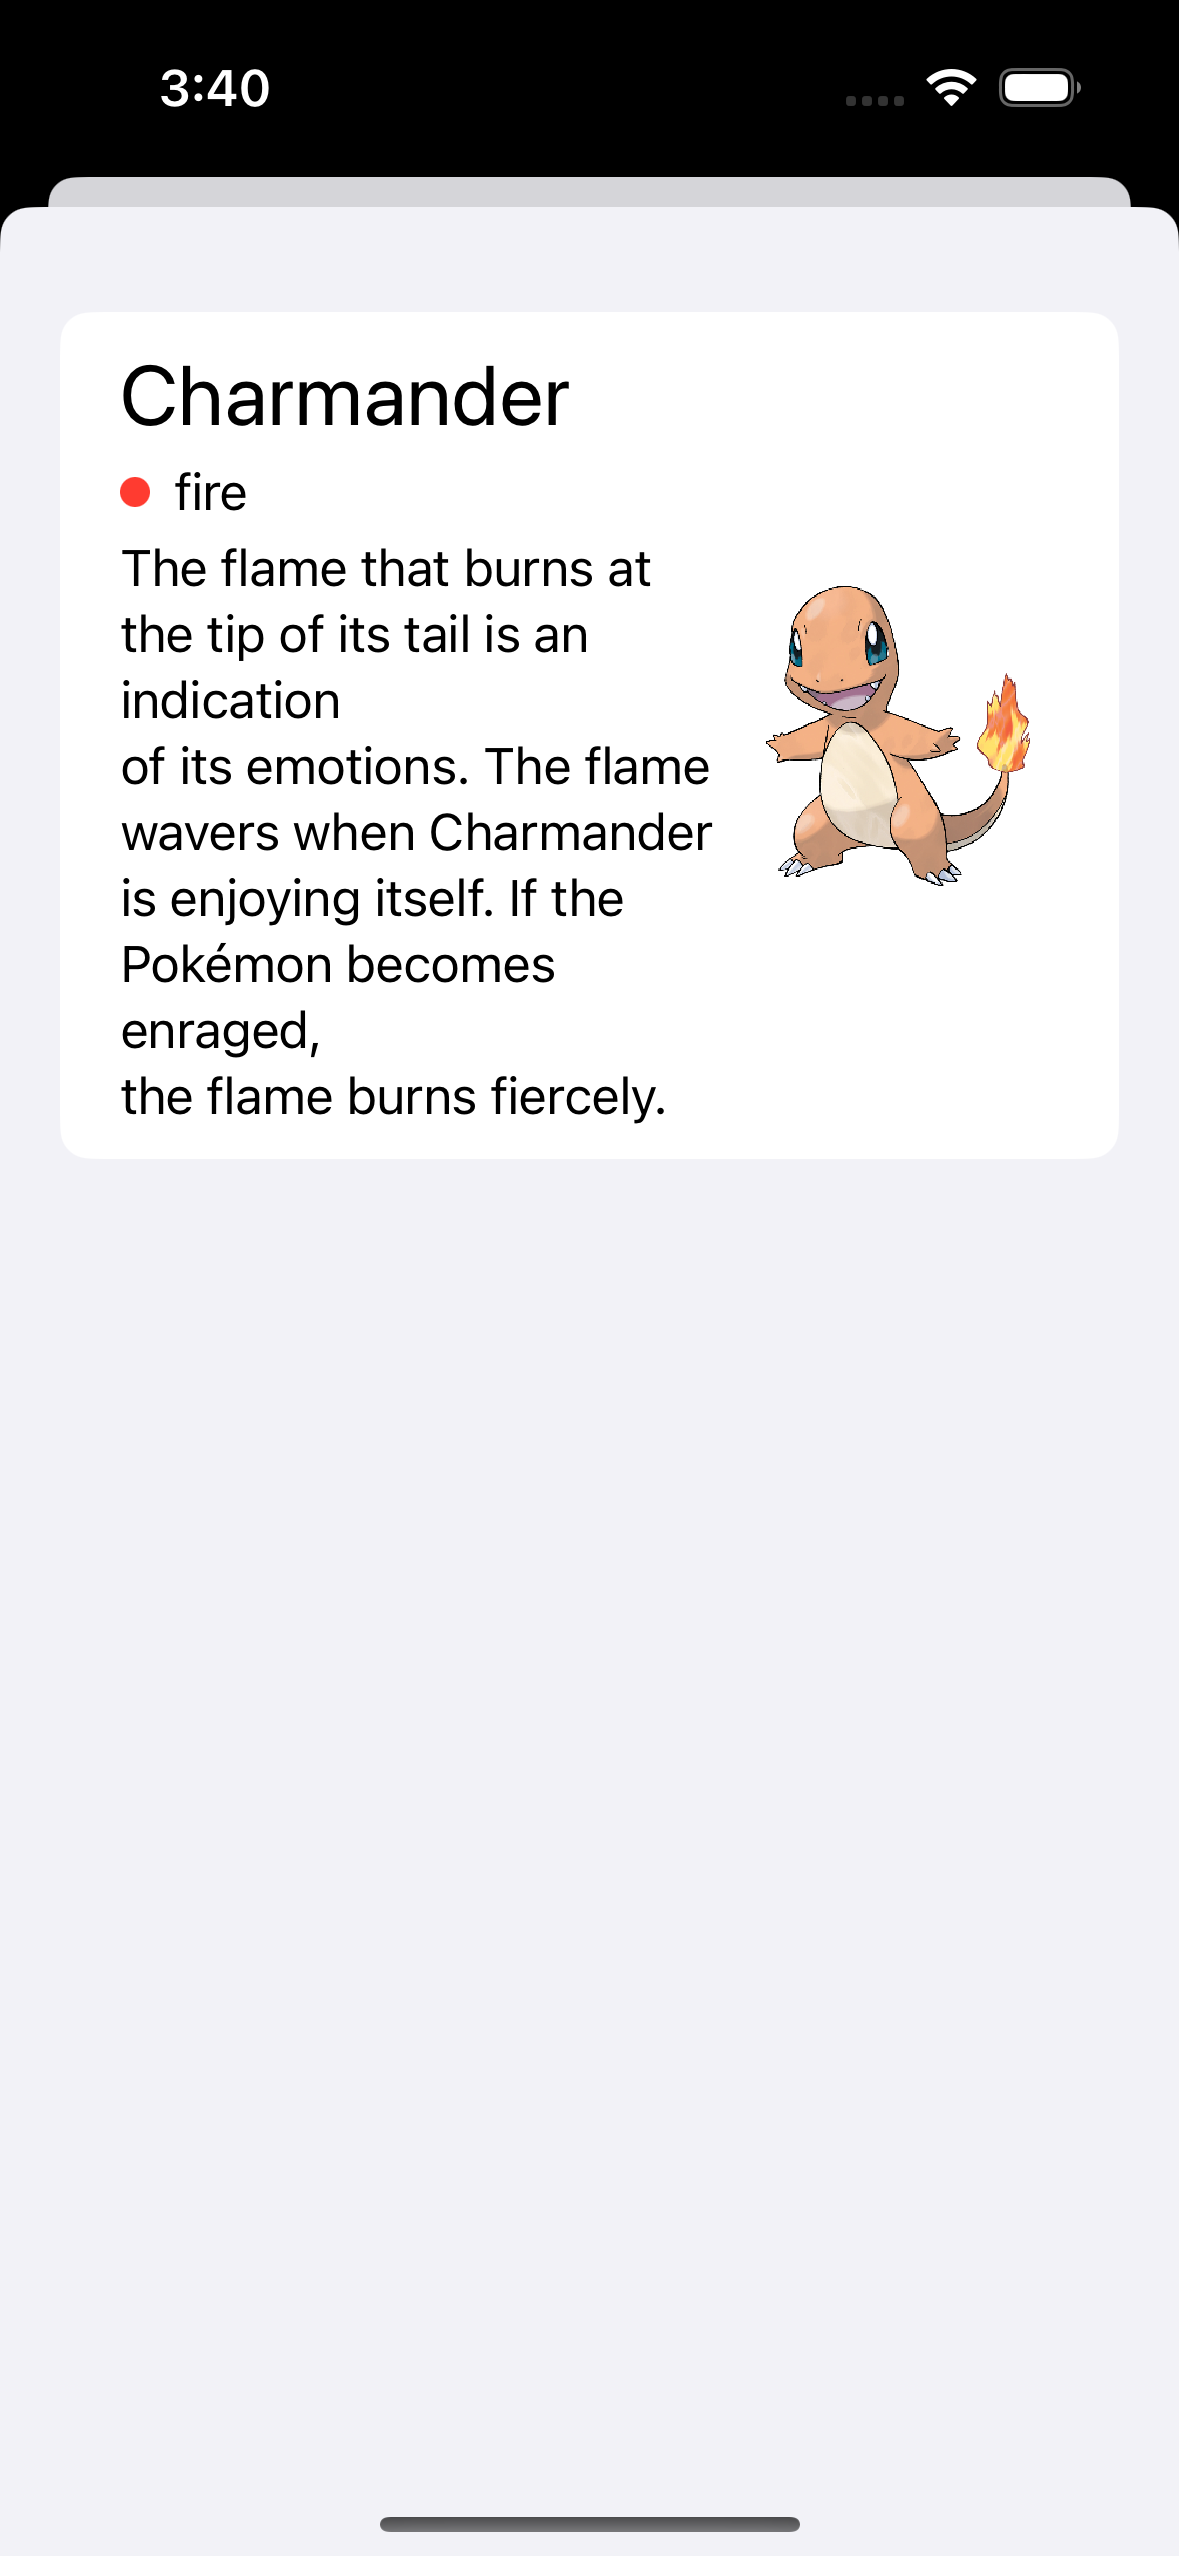 3:40
Charmander
fire
The flame that burns at
the tip of its tail is an
indication
of its emotions. The flame
wavers when Charmander
is enjoying itself. If the
Pokémon becomes
enraged,
the flame burns fiercely.